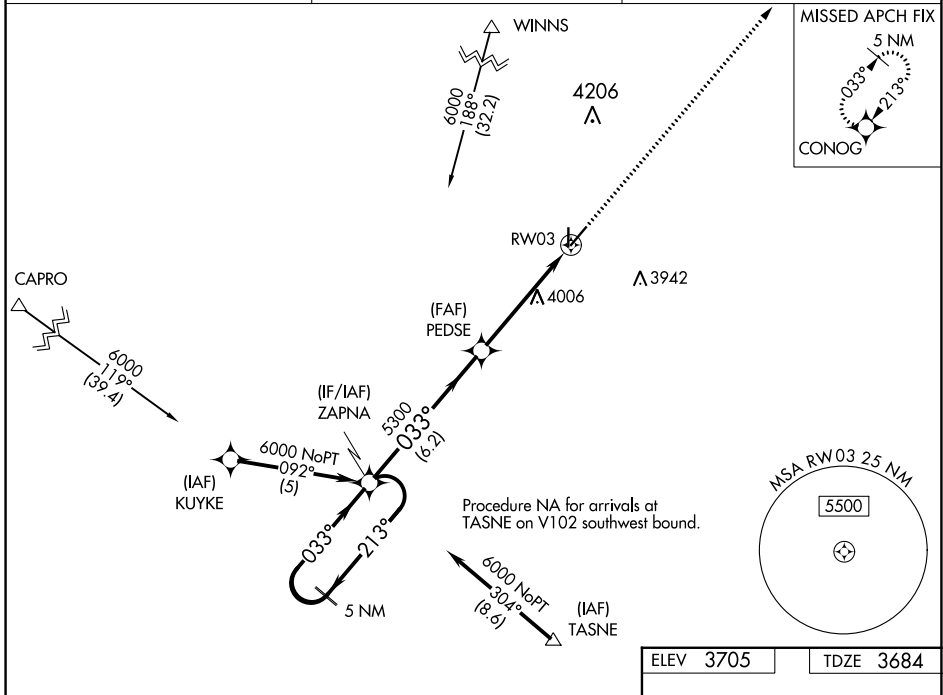 WINNS
6000
188°
(32.2)
4206
MISSED APCH FIX
5 NM
033°
213°
CONOG
RW03
3942
4006
CAPRO
6000
119°
(39.4)
(FAF)
PEDSE
(IF/IAF)
ZAPNA
5300
033°
(6.2)
6000 NoPT
092°
(5)
(IAF)
KUYKE
033°
213°
5 NM
Procedure NA for arrivals at
TASNE on V102 southwest bound.
6000 NoPT
304°
(8.6)
(IAF)
TASNE
MSA RW03 25 NM
5500
ELEV 3705
TDZE 3684